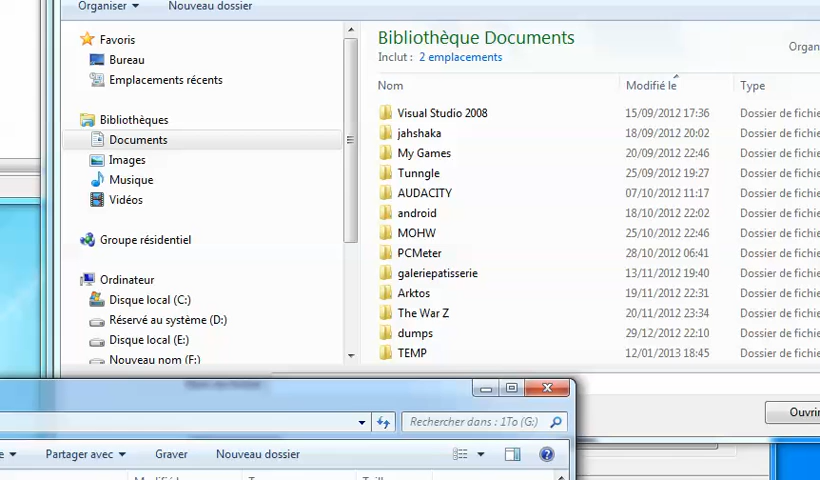 Organiser Nouveau dossier
Favoris
Bureau
Emplacements récents
Bibliothèques
Documents
Images
Musique
Vidéos
Groupe résidentiel
Ordinateur
Disque local (C:)
Réservé au système (D:)
Disque local (E:)
Nouveau nom (F:)
Bibliothèque Documents
Inclut : 2 emplacements
Organ
Nom Modifié le Type
Visual Studio 2008 15/09/2012 17:36 Dossier de fichie
jahshaka 18/09/2012 20:02 Dossier de fichie
My Games 20/09/2012 22:46 Dossier de fichie
Tunngle 25/09/2012 19:27 Dossier de fichie
AUDACITY 07/10/2012 11:17 Dossier de fichie
android 18/10/2012 22:02 Dossier de fichie
MOHW 25/10/2012 22:46 Dossier de fichie
PCMeter 28/10/2012 06:41 Dossier de fichie
galeriepatisserie 13/11/2012 19:40 Dossier de fichie
Arktos 19/11/2012 22:31 Dossier de fichie
The War Z 20/11/2012 23:34 Dossier de fichie
dumps 29/12/2012 22:10 Dossier de fichie
TEMP 12/01/2013 18:45 Dossier de fichie
Ouvrir
Rechercher dans : 1To (G:)
Partager avec Graver Nouveau dossier